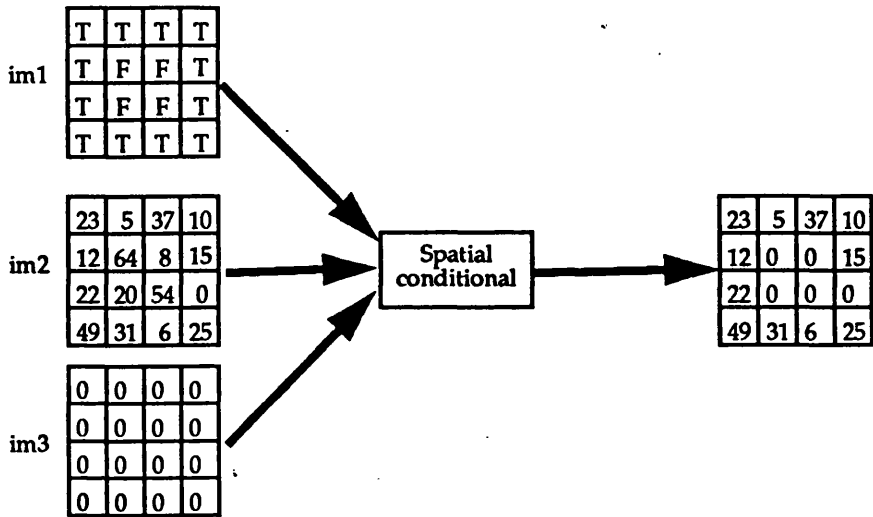 im1
T T T T
T F F T
T F F T
T T T T
im2
23 5 37 10
12 64 8 15
22 20 54 0
49 31 6 25
im3
0 0 0 0
0 0 0 0
0 0 0 0
0 0 0 0
Spatial
conditional
23 5 37 10
12 0 0 15
22 0 0 0
49 31 6 25